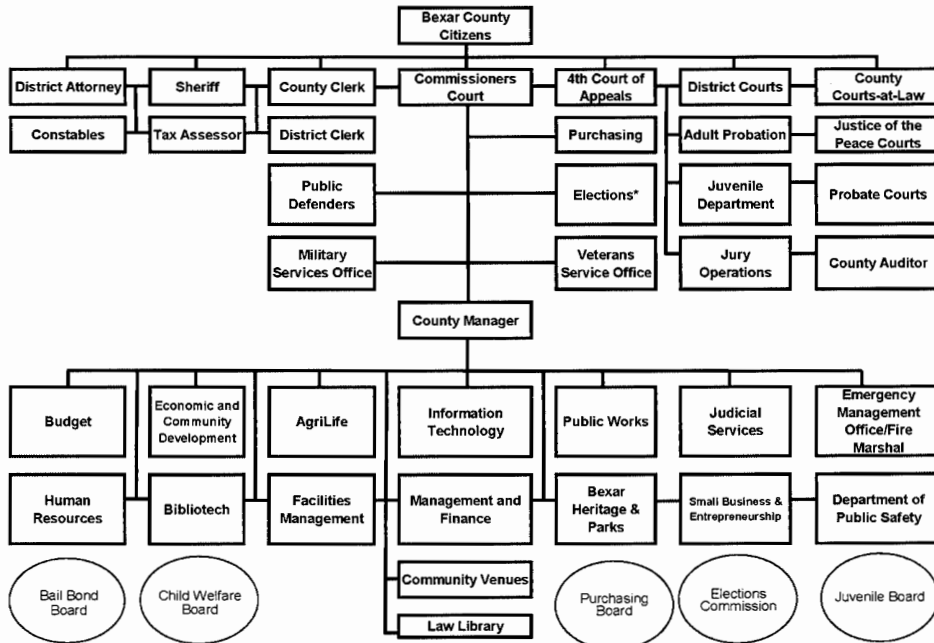 Bexar County
Citizens
District Attorney
Sheriff
County Clerk
Commissioners
Court
4th Court of
Appeals
District Courts
County
Courts-at-Law
Constables
Tax Assessor
District Clerk
Purchasing
Adult Probation
Justice of the
Peace Courts
Public
Defenders
Elections*
Juvenile
Department
Probate Courts
Military
Services Office
Veterans
Service Office
Jury
Operations
County Auditor
County Manager
Budget
Economic and
Community
Development
AgriLife
Information
Technology
Public Works
Judicial
Services
Emergency
Management
Office/Fire
Marshal
Human
Resources
Bibliotech
Facilities
Management
Management and
Finance
Bexar
Heritage &
Parks
Small Business &
Entrepreneurship
Department of
Public Safety
Bail Bond
Board
Child Welfare
Board
Community Venues
Law Library
Purchasing
Board
Elections
Commission
Juvenile Board